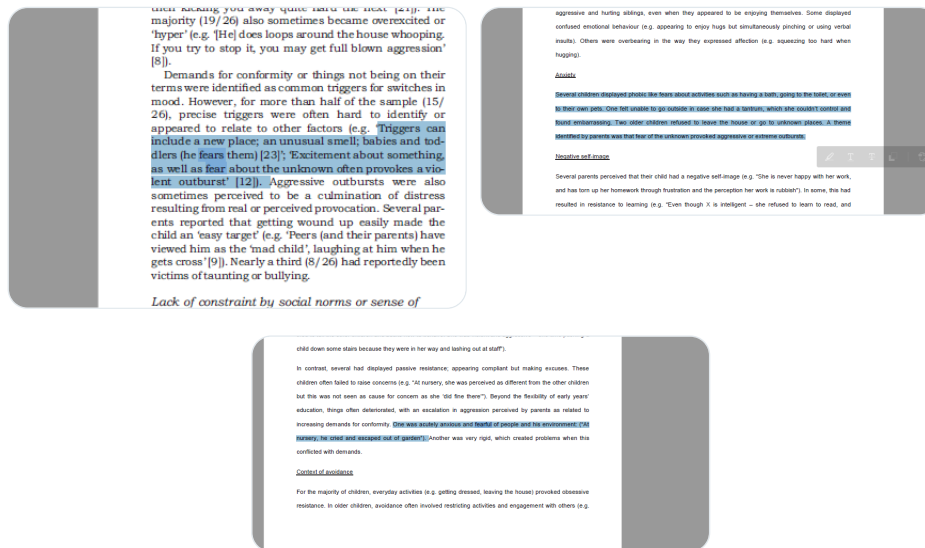 then kicking you away quite hard the next' [21]). The
majority (19/26) also sometimes became overexcited or
'hyper' (e.g. '[He] does loops around the house whooping.
If you try to stop it, you may get full blown aggression'
[8]).
Demands for conformity or things not being on their
terms were identified as common triggers for switches in
mood. However, for more than half of the sample (15/
26), precise triggers were often hard to identify or
appeared to relate to other factors (e.g. 'Triggers can
include a new place; an unusual smell; babies and tod-
dlers (he fears them) [23]'; 'Excitement about something,
as well as fear about the unknown often provokes a vio-
lent outburst' [12]). Aggressive outbursts were also
sometimes perceived to be a culmination of distress
resulting from real or perceived provocation. Several par-
ents reported that getting wound up easily made the
child an 'easy target' (e.g. 'Peers (and their parents) have
viewed him as the 'mad child', laughing at him when he
gets cross' [9]). Nearly a third (8/26) had reportedly been
victims of taunting or bullying.
Lack of constraint by social norms or sense of
aggressive and hurting siblings, even when they appeared to be enjoying themselves. Some displayed
confused emotional behaviour (e.g. appearing to enjoy hugs but simultaneously pinching or using verbal
insults). Others were overbearing in the way they expressed affection (e.g. squeezing too hard when
hugging).
Anxiety
Several children displayed phobic like fears about activities such as having a bath, going to the toilet, or even
to their own pets. One felt unable to go outside in case she had a tantrum, which she couldn't control and
found embarrassing. Two older children refused to leave the house or go to unknown places. A theme
identified by parents was that fear of the unknown provoked aggressive or extreme outbursts.
Negative self-image
Several parents perceived that their child had a negative self-image (e.g. "She is never happy with her work,
and has torn up her homework through frustration and the perception her work is rubbish"). In some, this had
resulted in resistance to learning (e.g. "Even though X is intelligent – she refused to learn to read, and
child down some stairs because they were in her way and lashing out at staff").
In contrast, several had displayed passive resistance; appearing compliant but making excuses. These
children often failed to raise concerns (e.g. "At nursery, she was perceived as different from the other children
but this was not seen as cause for concern as she 'did fine there'"). Beyond the flexibility of early years'
education, things often deteriorated, with an escalation in aggression perceived by parents as related to
increasing demands for conformity. One was acutely anxious and fearful of people and his environment: ("At
nursery, he cried and escaped out of garden"). Another was very rigid, which created problems when this
conflicted with demands.
Context of avoidance
For the majority of children, everyday activities (e.g. getting dressed, leaving the house) provoked obsessive
resistance. In older children, avoidance often involved restricting activities and engagement with others (e.g.